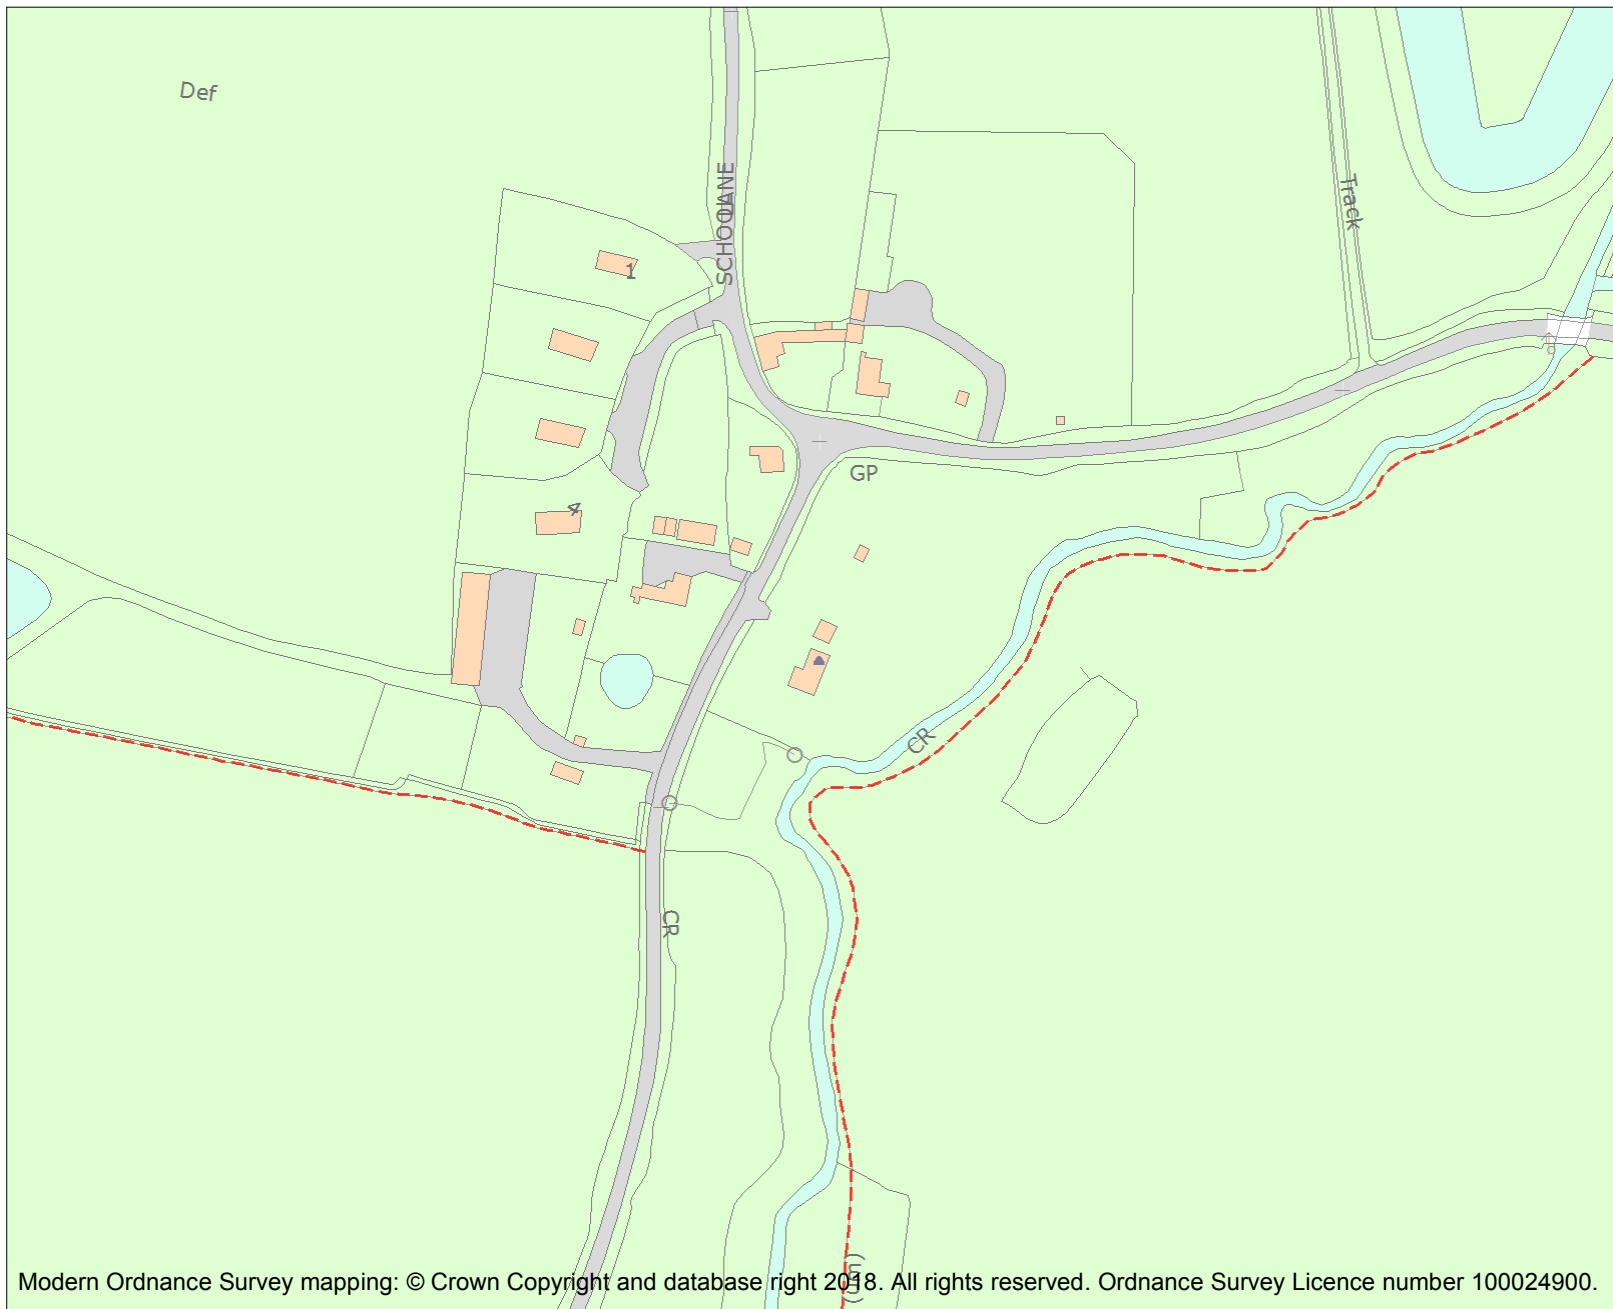 Def
SCHOO LANE
Track
1
GP
4
CR
CR
Modern Ordnance Survey mapping: © Crown Copyright and database right 2018. All rights reserved. Ordnance Survey Licence number 100024900.